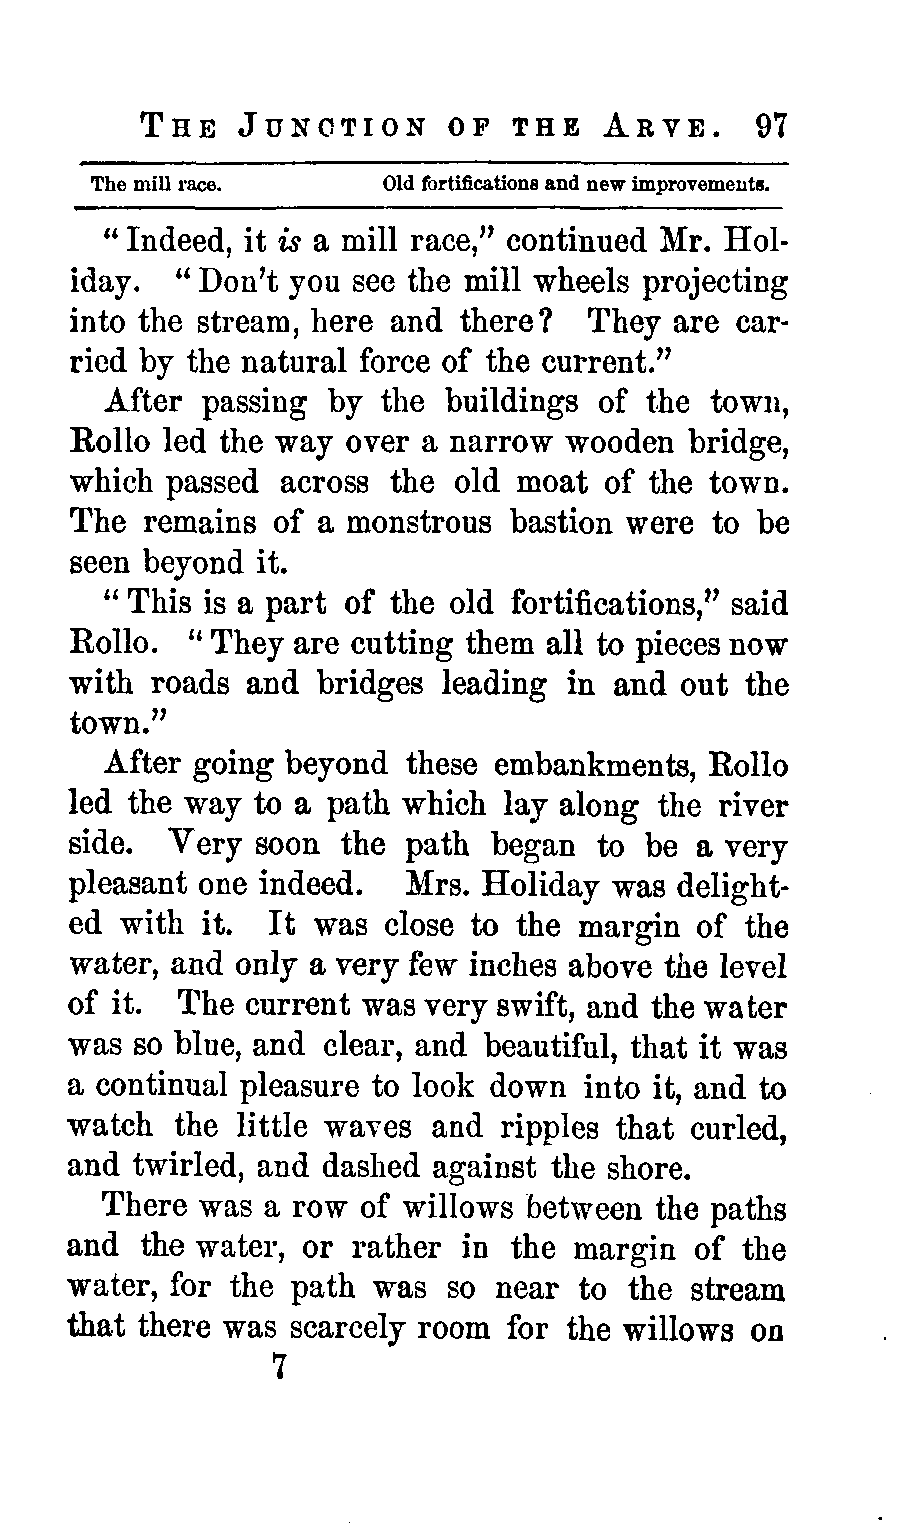 THE JUNCTION OF THE ARVE. 97
The mill race. Old fortifications and new improvements.
“Indeed, it is a mill race,” continued Mr. Hol-
iday. “Don’t you see the mill wheels projecting
into the stream, here and there? They are car-
ried by the natural force of the current.”
After passing by the buildings of the town,
Rollo led the way over a narrow wooden bridge,
which passed across the old moat of the town.
The remains of a monstrous bastion were to be
seen beyond it.
“This is a part of the old fortifications,” said
Rollo. “They are cutting them all to pieces now
with roads and bridges leading in and out the
town.”
After going beyond these embankments, Rollo
led the way to a path which lay along the river
side. Very soon the path began to be a very
pleasant one indeed. Mrs. Holiday was delight-
ed with it. It was close to the margin of the
water, and only a very few inches above the level
of it. The current was very swift, and the water
was so blue, and clear, and beautiful, that it was
a continual pleasure to look down into it, and to
watch the little waves and ripples that curled,
and twirled, and dashed against the shore.
There was a row of willows between the paths
and the water, or rather in the margin of the
water, for the path was so near to the stream
that there was scarcely room for the willows on
7